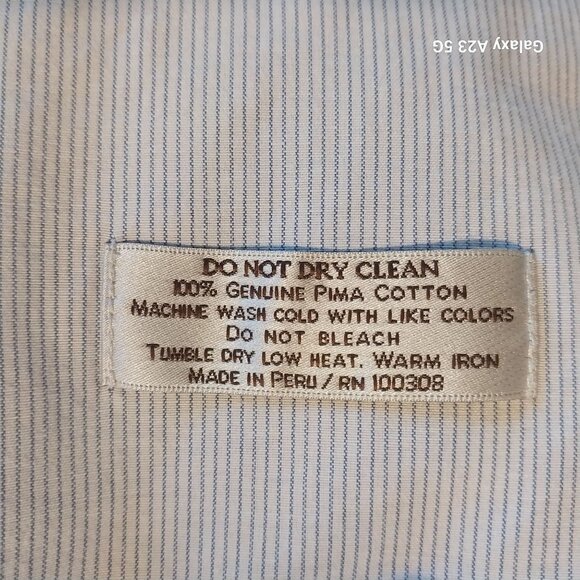 Galaxy A23 5G
DO NOT DRY CLEAN
100% GENUINE PIMA COTTON
MACHINE WASH COLD WITH LIKE COLORS
DO NOT BLEACH
TUMBLE DRY LOW HEAT. WARM IRON
MADE IN PERU / RN 100308